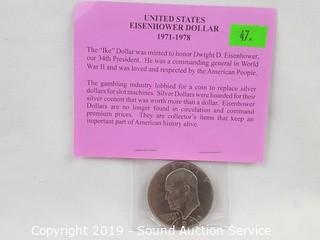 UNITED STATES
EISENHOWER DOLLAR
1971-1978
47.
The "Ike" Dollar was minted to honor Dwight D. Eisenhower,
our 34th President. He was a commanding general in World
War II and was loved and respected by the American People.
The gambling industry lobbied for a coin to replace silver
dollars for slot machines. Silver Dollars were hoarded for their
silver content that was worth more than a dollar. Eisenhower
Dollars are no longer found in circulation and command
premium prices. They are collector's items that keep an
important part of American history alive.
Copyright 2019 - Sound Auction Service